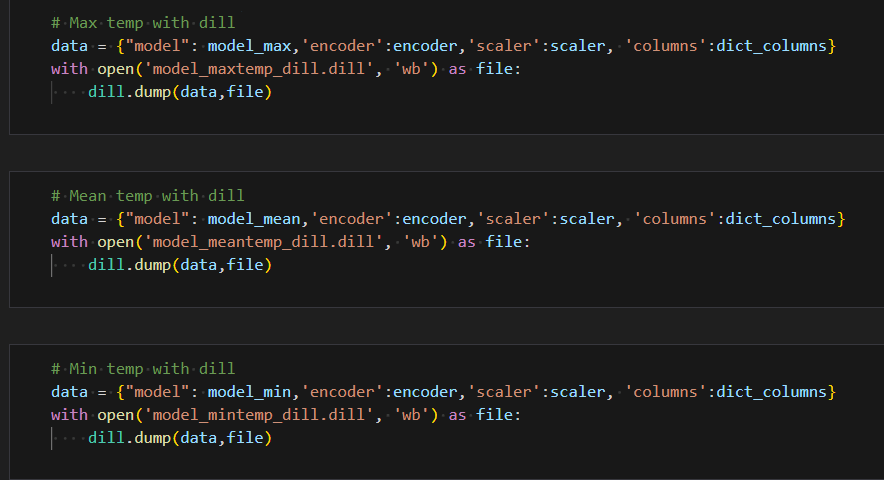 # Max temp with dill
data = {"model": model_max,'encoder':encoder,'scaler':scaler, 'columns':dict_columns}
with open('model_maxtemp_dill.dill', 'wb') as file:
    dill.dump(data,file)
# Mean temp with dill
data = {"model": model_mean,'encoder':encoder,'scaler':scaler, 'columns':dict_columns}
with open('model_meantemp_dill.dill', 'wb') as file:
    dill.dump(data,file)
# Min temp with dill
data = {"model": model_min,'encoder':encoder,'scaler':scaler, 'columns':dict_columns}
with open('model_mintemp_dill.dill', 'wb') as file:
    dill.dump(data,file)